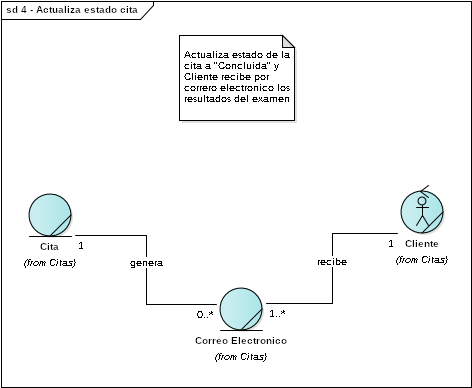 sd 4 - Actualiza estado cita
Actualiza estado de la
cita a "Concluida" y
Cliente recibe por
correro electronico los
resultados del examen
Cita
(from Citas)
1
genera
0..*
Correo Electronico
(from Citas)
1..*
recibe
1
Cliente
(from Citas)